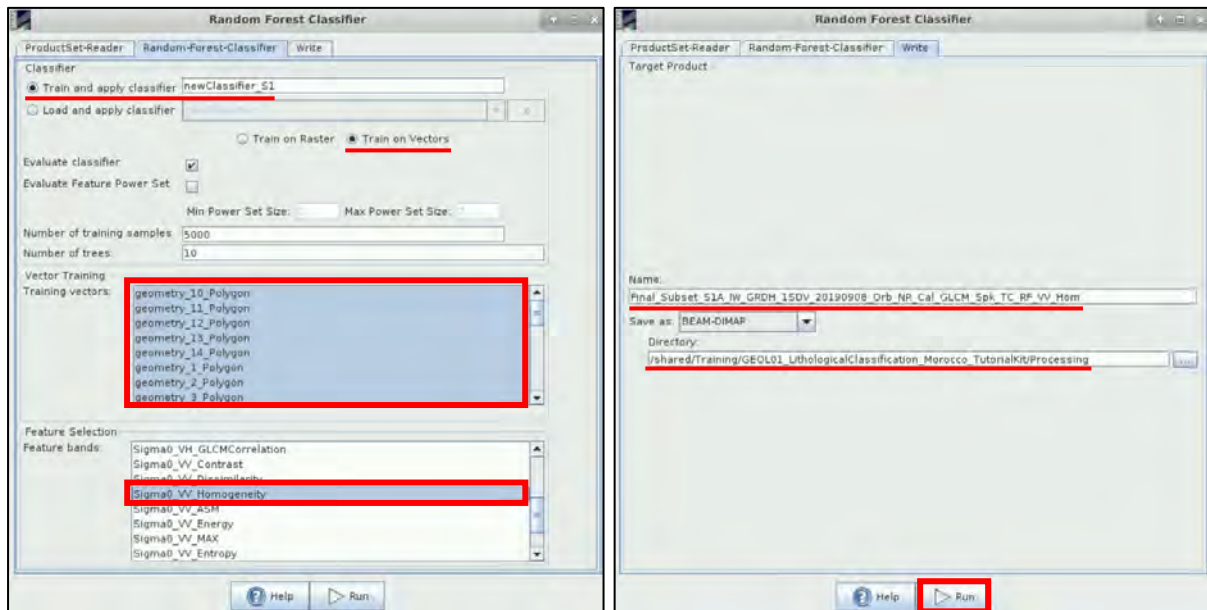 Random Forest Classifier
ProductSet-Reader Random-Forest-Classifier Write
Classifier
Train and apply classifier newClassifier_S1
Load and apply classifier
Train on Raster Train on Vectors
Evaluate classifier
Evaluate Feature Power Set
Min Power Set Size: Max Power Set Size:
Number of training samples 5000
Number of trees: 10
Vector Training
Training vectors: geometry_10_Polygon
geometry_11_Polygon
geometry_12_Polygon
geometry_13_Polygon
geometry_14_Polygon
geometry_1_Polygon
geometry_2_Polygon
geometry_3_Polygon
Feature Selection
Feature bands: Sigma0_VH_GLCMCorrelation
Sigma0_VV_Contrast
Sigma0_VV_Dissimilarity
Sigma0_VV_Homogeneity
Sigma0_VV_ASM
Sigma0_VV_Energy
Sigma0_VV_MAX
Sigma0_VV_Entropy
Help Run
Random Forest Classifier
ProductSet-Reader Random-Forest-Classifier Write
Target Product
Name:
Final_Subset_S1A_IW_GRDH_1SDV_20190908_Orb_NR_Cal_GLCM_Spk_TC_RF_VV_Hom
Save as: BEAM-DIMAP
Directory:
/shared/Training/GEOL01_LithologicalClassification_Morocco_TutorialKit/Processing
...
Help Run